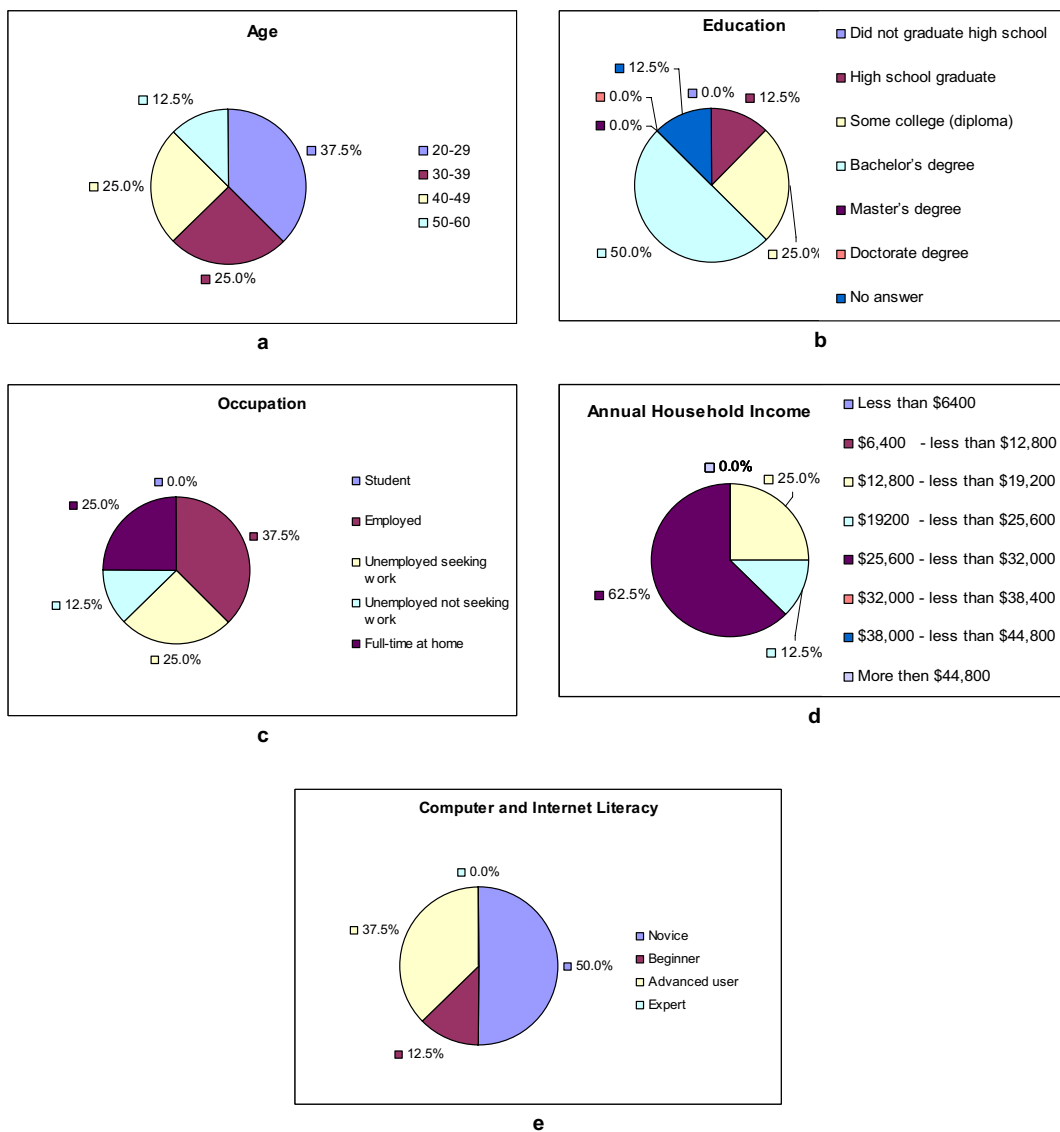 Age
12.5%
37.5%
25.0%
25.0%
20-29
30-39
40-49
50-60
a
Education
12.5%
0.0%
0.0%
12.5%
0.0%
50.0%
25.0%
Did not graduate high school
High school graduate
Some college (diploma)
Bachelor's degree
Master's degree
Doctorate degree
No answer
b
Occupation
0.0%
25.0%
37.5%
12.5%
25.0%
Student
Employed
Unemployed seeking
work
Unemployed not seeking
work
Full-time at home
c
Annual Household Income
0.0%
25.0%
62.5%
12.5%
Less than $6400
$6,400 - less than $12,800
$12,800 - less than $19,200
$19200 - less than $25,600
$25,600 - less than $32,000
$32,000 - less than $38,400
$38,000 - less than $44,800
More then $44,800
d
Computer and Internet Literacy
0.0%
37.5%
50.0%
12.5%
Novice
Beginner
Advanced user
Expert
e